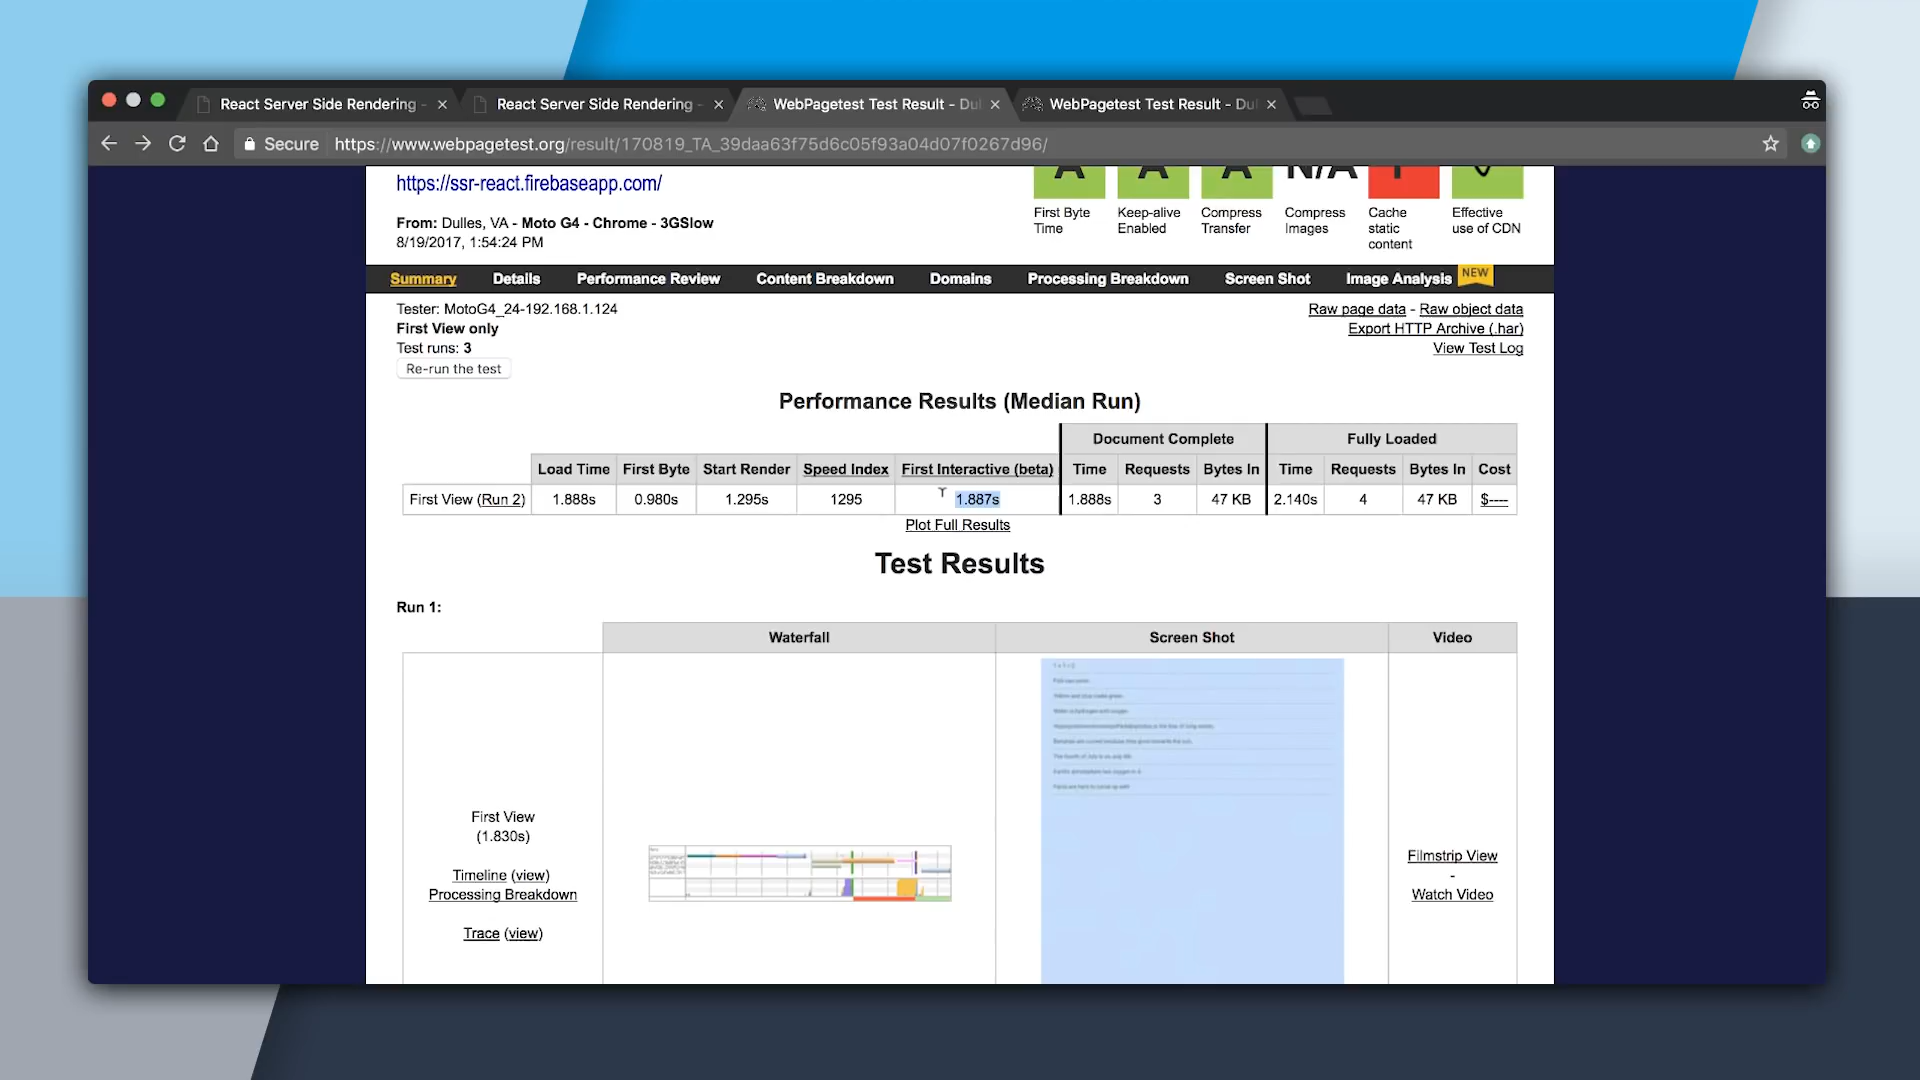 React Server Side Rendering -
React Server Side Rendering -
WebPagetest Test Result - Dul
WebPagetest Test Result - Dul
Secure https://www.webpagetest.org/result/170819_TA_39daa63f75d6c05f93a04d07f0267d96/
https://ssr-react.firebaseapp.com/
A A A N/A F
First Byte Time
Keep-alive Enabled
Compress Transfer
Compress Images
Cache static content
Effective use of CDN
From: Dulles, VA - Moto G4 - Chrome - 3GSlow
8/19/2017, 1:54:24 PM
Summary Details Performance Review Content Breakdown Domains Processing Breakdown Screen Shot Image Analysis NEW
Tester: MotoG4_24-192.168.1.124
First View only
Test runs: 3
Re-run the test
Raw page data - Raw object data
Export HTTP Archive (.har)
View Test Log
Performance Results (Median Run)
Document Complete Fully Loaded
Load Time First Byte Start Render Speed Index First Interactive (beta) Time Requests Bytes In Time Requests Bytes In Cost
First View (Run 2) 1.888s 0.980s 1.295s 1295 1.887s 1.888s 3 47 KB 2.140s 4 47 KB $----
Plot Full Results
Test Results
Run 1:
Waterfall Screen Shot Video
First View
(1.830s)
Timeline (view)
Processing Breakdown
Trace (view)
Filmstrip View
-
Watch Video